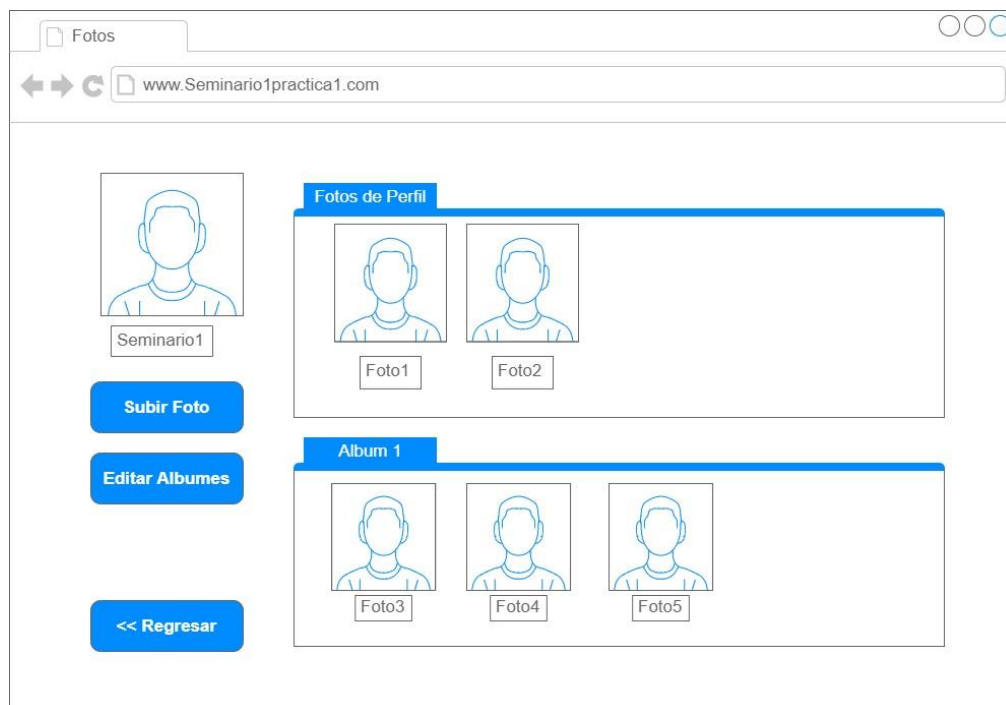 Fotos
www.Seminario1practica1.com
Seminario1
Subir Foto
Editar Albumes
<< Regresar
Fotos de Perfil
Foto1
Foto2
Album 1
Foto3
Foto4
Foto5